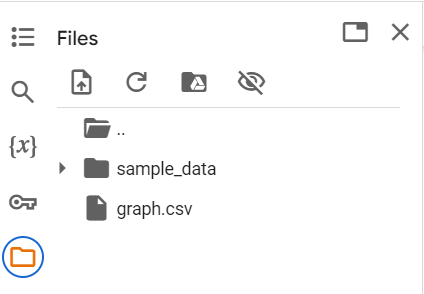 Files
..
{x}
sample_data
graph.csv